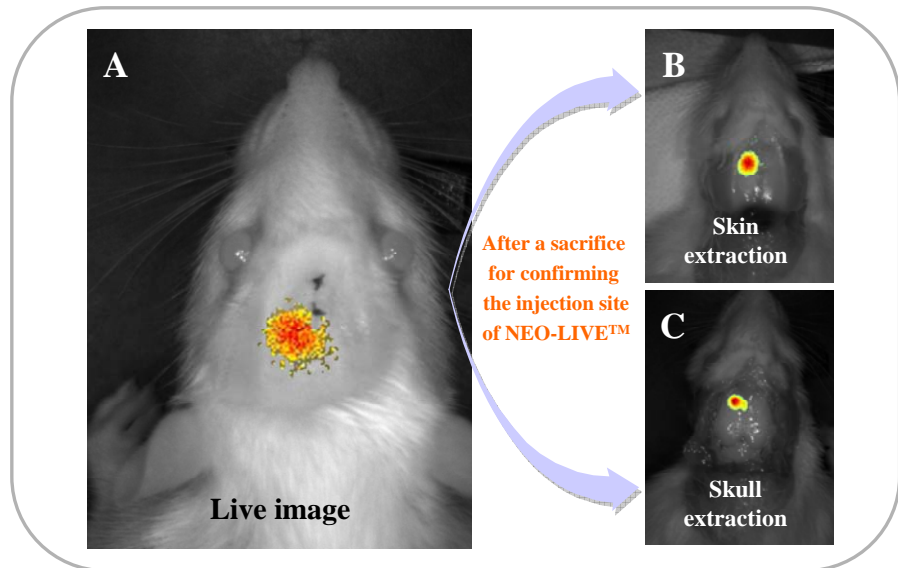 A
Live image
After a sacrifice
for confirming
the injection site
of NEO-LIVE™
B
Skin
extraction
C
Skull
extraction